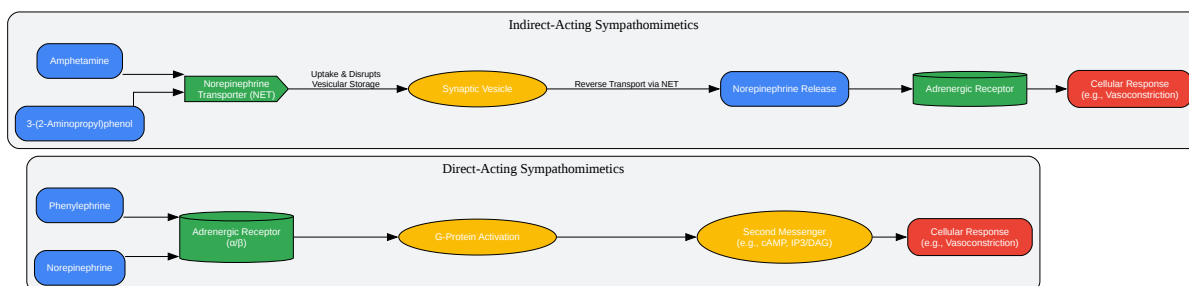 Indirect-Acting Sympathomimetics
Amphetamine
3-(2-Aminopropyl)phenol
Norepinephrine
Transporter (NET)
Uptake & Disrupts
Vesicular Storage
Synaptic Vesicle
Reverse Transport via NET
Norepinephrine Release
Adrenergic Receptor
Cellular Response
(e.g., Vasoconstriction)
Direct-Acting Sympathomimetics
Phenylephrine
Norepinephrine
Adrenergic Receptor
(α/β)
G-Protein Activation
Second Messenger
(e.g., cAMP, IP3/DAG)
Cellular Response
(e.g., Vasoconstriction)